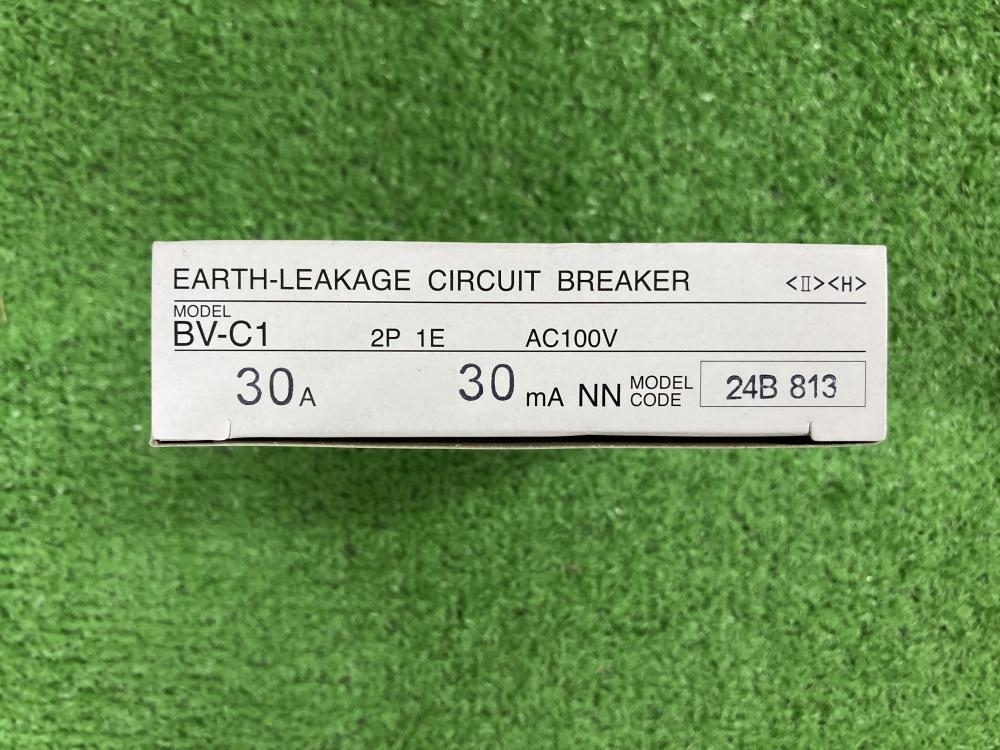 EARTH-LEAKAGE CIRCUIT BREAKER <II><H>
MODEL
BV-C1 2P 1E AC100V
30A 30 mA NN MODEL CODE 24B 813